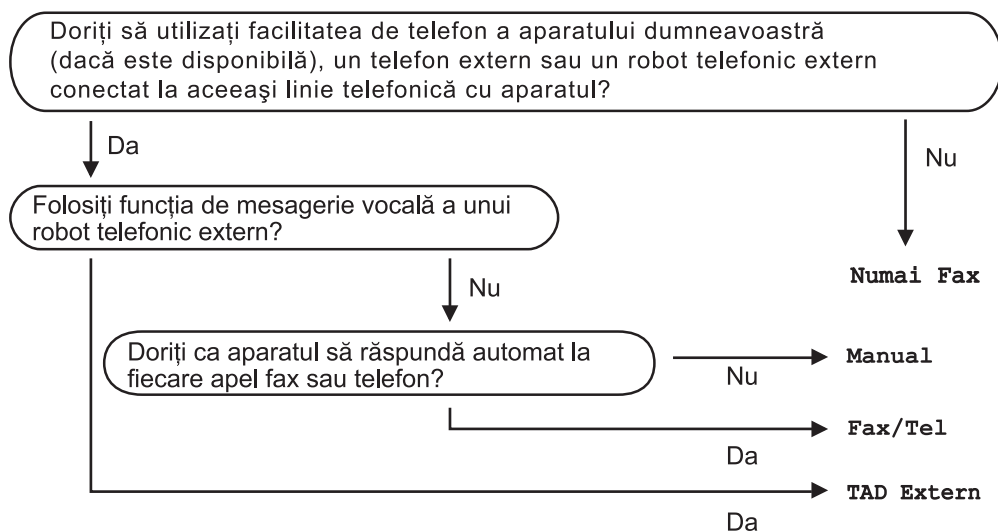 Doriți să utilizați facilitatea de telefon a aparatului dumneavoastră
(dacă este disponibilă), un telefon extern sau un robot telefonic extern
conectat la aceeaşi linie telefonică cu aparatul?
Da
Nu
Folosiți funcția de mesagerie vocală a unui
robot telefonic extern?
Numai Fax
Nu
Doriți ca aparatul să răspundă automat la
fiecare apel fax sau telefon?
Manual
Nu
Fax/Tel
Da
TAD Extern
Da